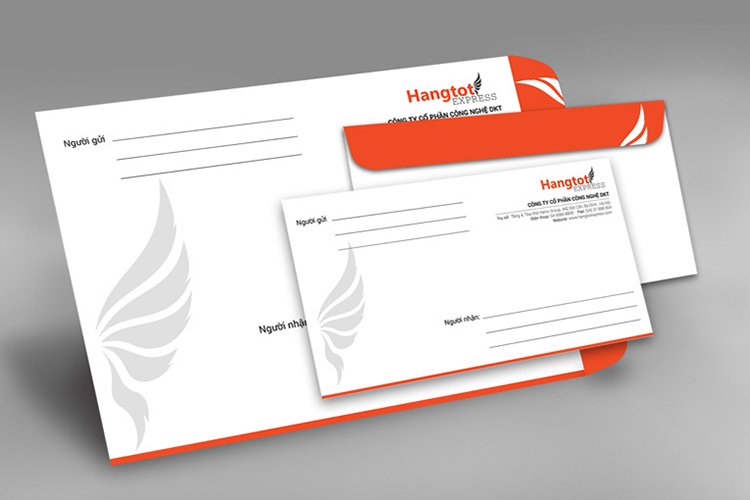 Hangtot
EXPRESS
CÔNG TY CỔ PHẦN CÔNG NGHỆ DKT
Người gửi
Người nhận
Hangtot
EXPRESS
CÔNG TY CỔ PHẦN CÔNG NGHỆ DKT
Người gửi
Người nhận: